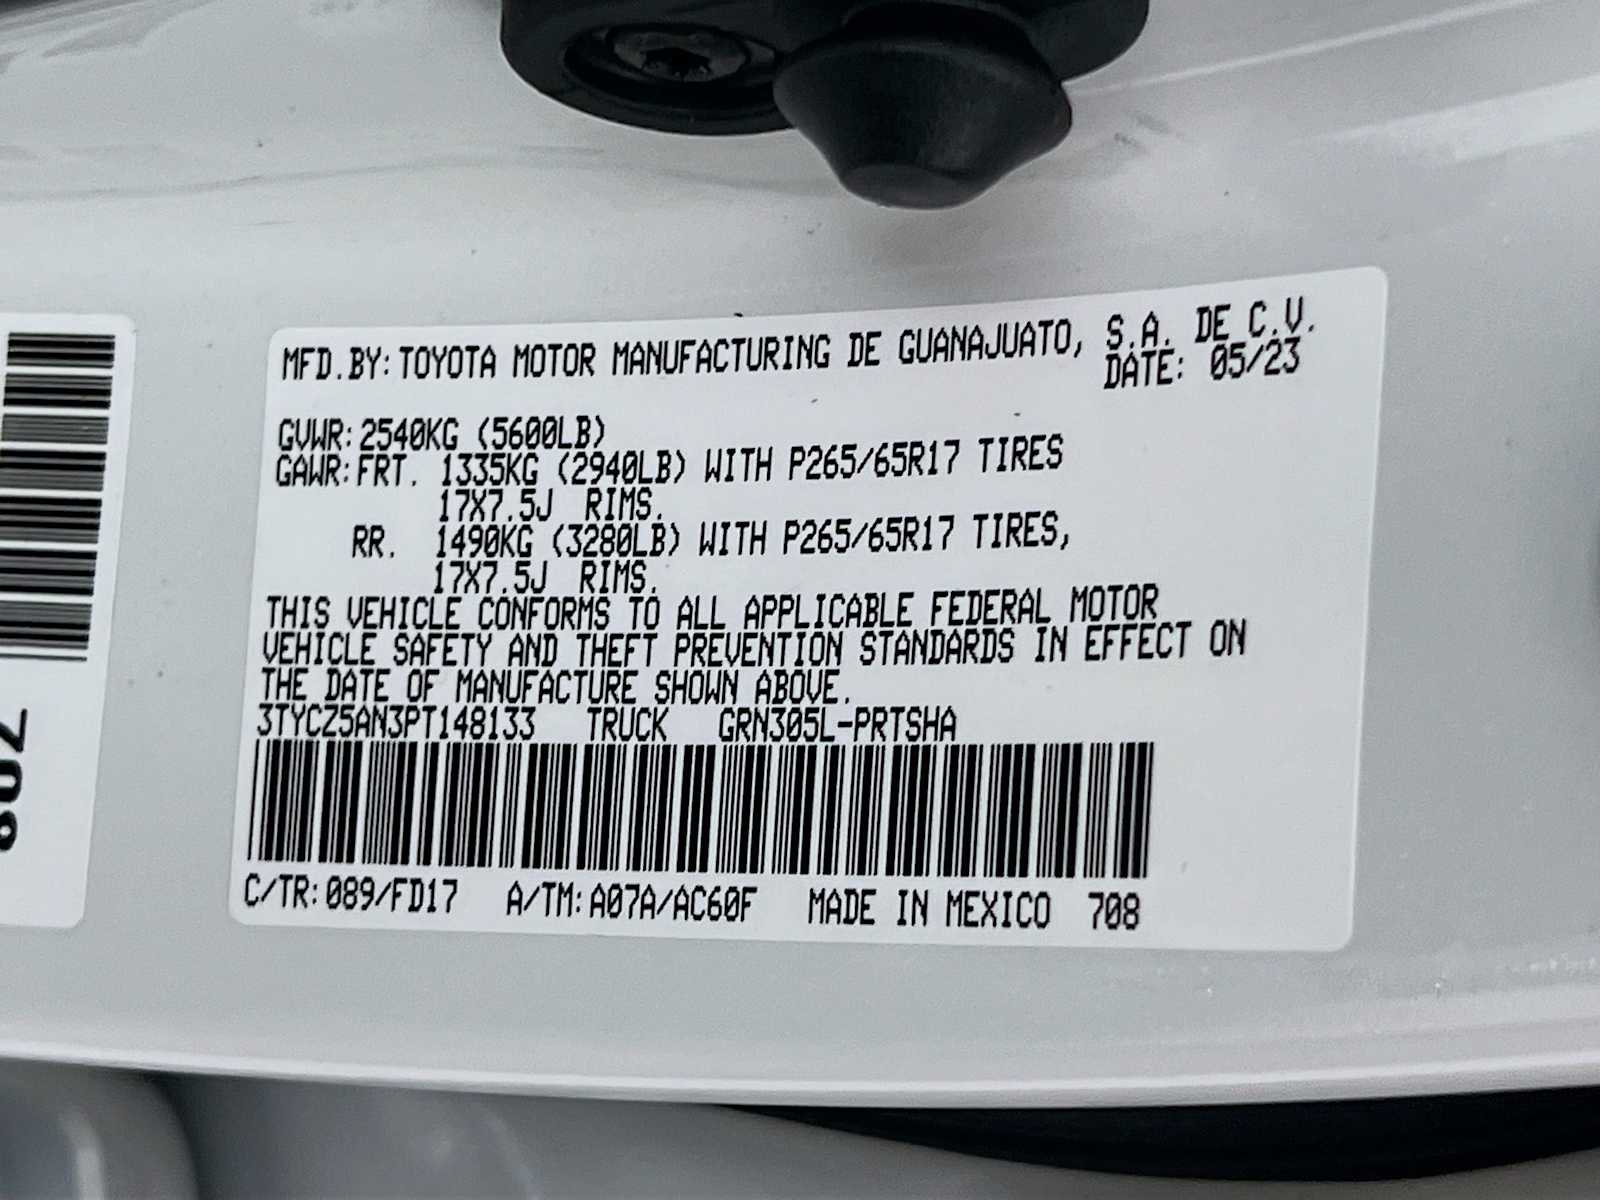 MFD.BY: TOYOTA MOTOR MANUFACTURING DE GUANAJUATO, S.A. DE C.V.
DATE: 05/23
GVWR: 2540KG (5600LB)
GAWR: FRT. 1335KG (2940LB) WITH P265/65R17 TIRES
17X7.5J RIMS.
RR. 1490KG (3280LB) WITH P265/65R17 TIRES,
17X7.5J RIMS.
THIS VEHICLE CONFORMS TO ALL APPLICABLE FEDERAL MOTOR
VEHICLE SAFETY AND THEFT PREVENTION STANDARDS IN EFFECT ON
THE DATE OF MANUFACTURE SHOWN ABOVE.
3TYCZ5AN3PT148133 TRUCK GRN305L-PRTSHA
C/TR: 089/FD17 A/TM: A07A/AC60F MADE IN MEXICO 708